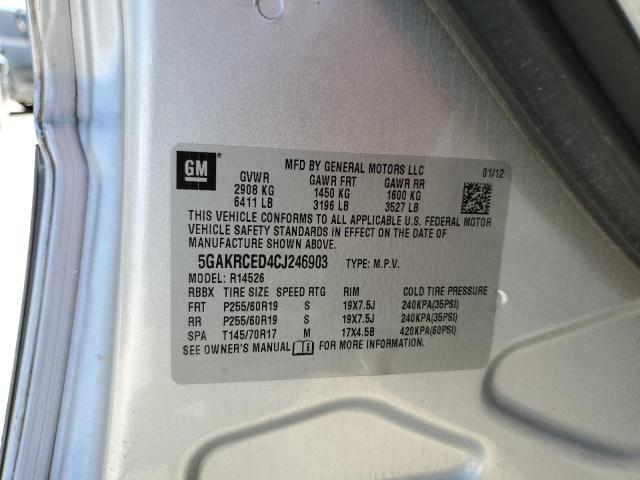 GM
MFD BY GENERAL MOTORS LLC 01/12
GVWR GAWR FRT GAWR RR
2908 KG 1450 KG 1600 KG
6411 LB 3196 LB 3527 LB
THIS VEHICLE CONFORMS TO ALL APPLICABLE U.S. FEDERAL MOTOR
VEHICLE SAFETY STANDARDS IN EFFECT ON THE DATE OF
MANUFACTURE SHOWN ABOVE.
5GAKRCED4CJ246903 TYPE: M.P.V.
MODEL: R14526
RBBX TIRE SIZE SPEED RTG RIM COLD TIRE PRESSURE
FRT P255/60R19 S 19X7.5J 240KPA(35PSI)
RR P255/60R19 S 19X7.5J 240KPA(35PSI)
SPA T145/70R17 M 17X4.5B 420KPA(60PSI)
SEE OWNER'S MANUAL FOR MORE INFORMATION.